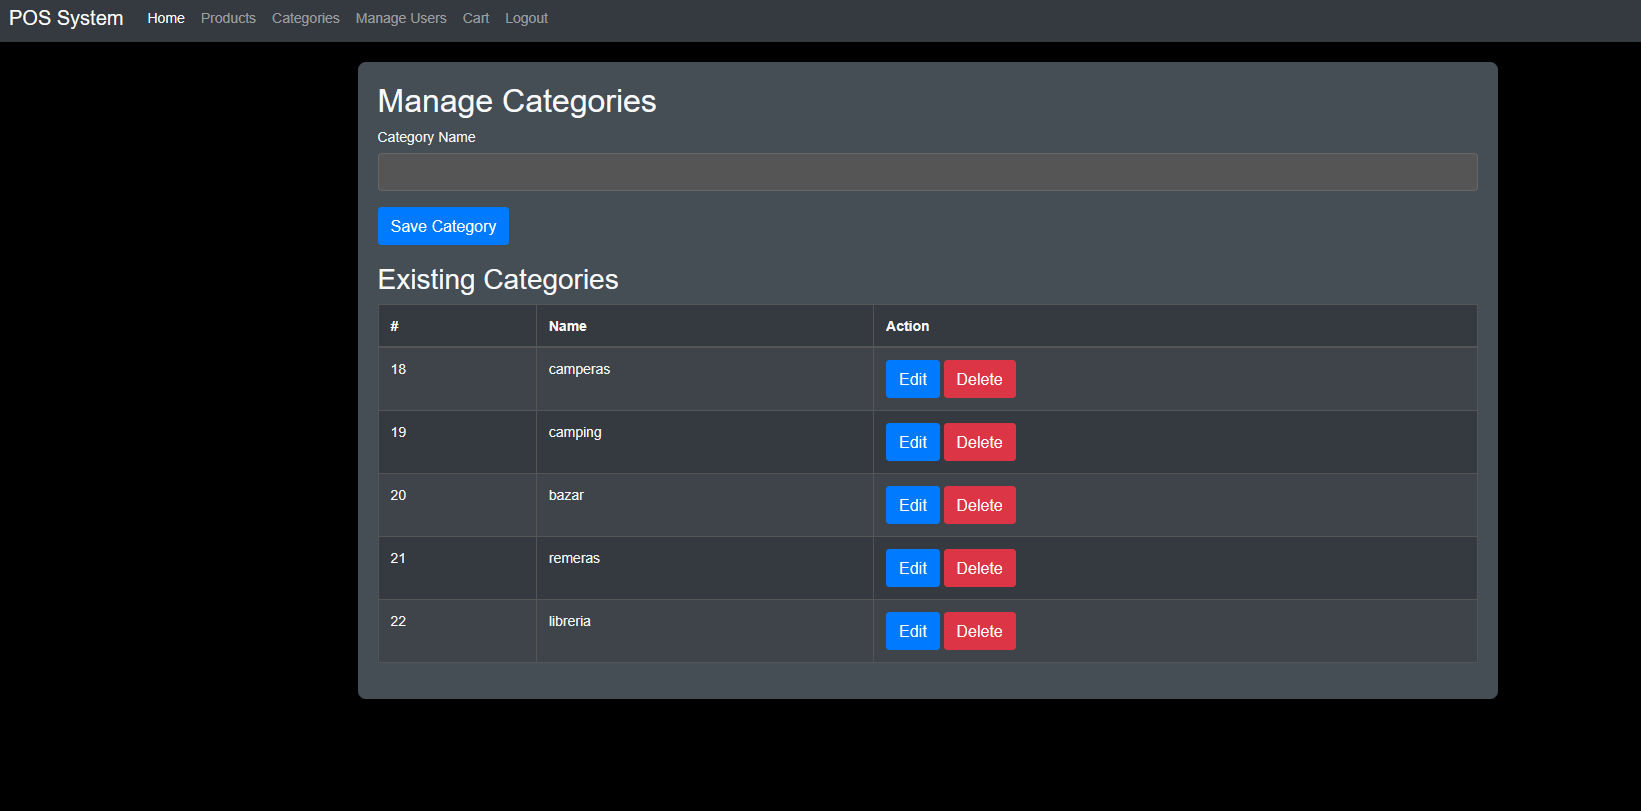 POS System Home Products Categories Manage Users Cart Logout
Manage Categories
Category Name
Save Category
Existing Categories
# Name Action
18 camperas Edit Delete
19 camping Edit Delete
20 bazar Edit Delete
21 remeras Edit Delete
22 libreria Edit Delete